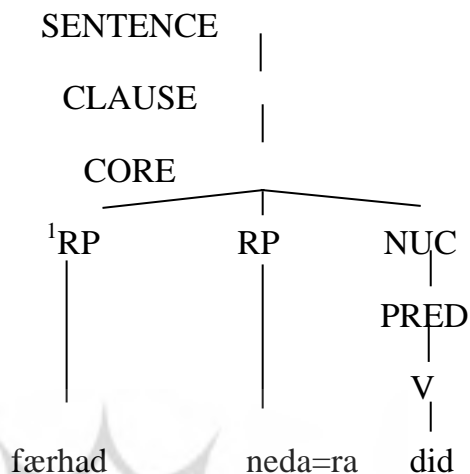 SENTENCE
CLAUSE
CORE
¹RP RP NUC
PRED
V
færhad neda=ra did